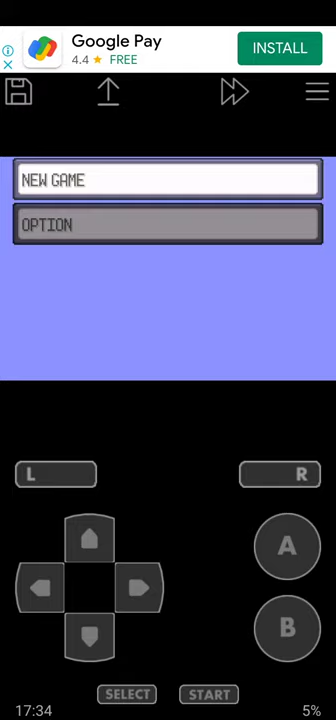 Google Pay
4.4 ★ FREE
INSTALL
NEW GAME
OPTION
L
R
A
B
SELECT
START
17:34
5%